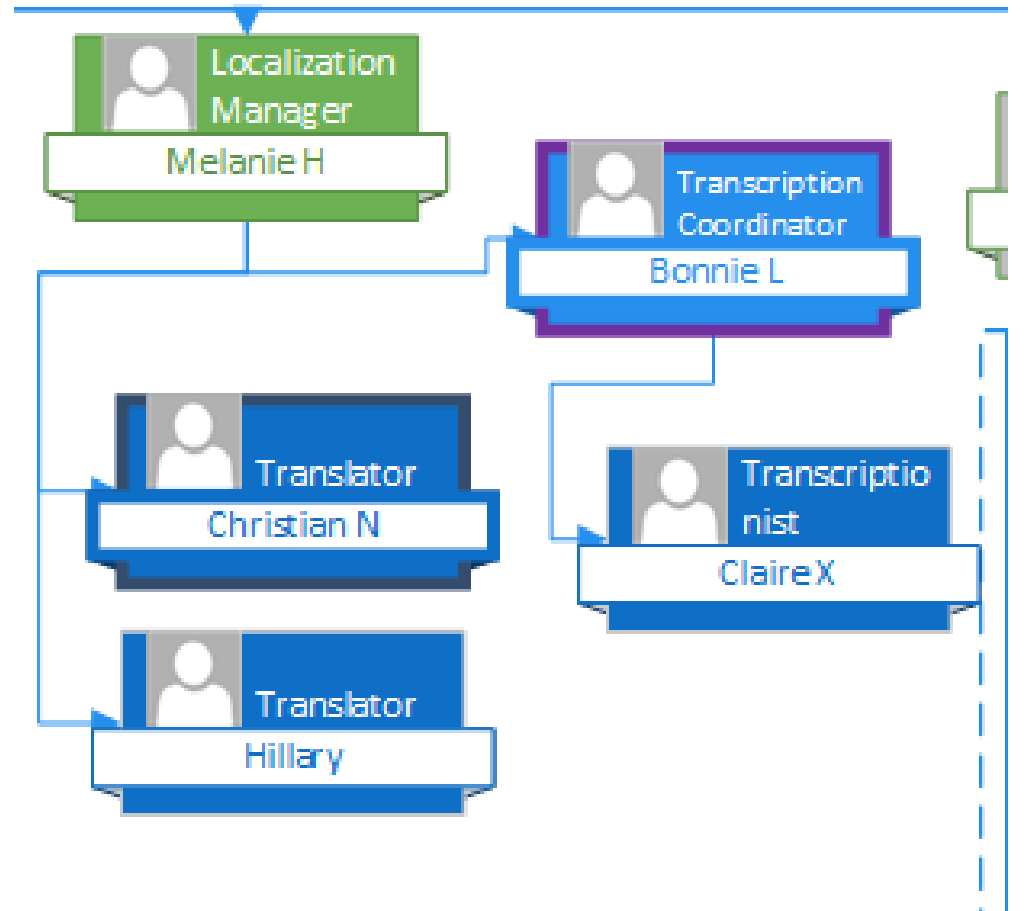 Localization
Manager
Melanie H
Transcription
Coordinator
Bonnie L
Translator
Christian N
Transcriptio
nist
Claire X
Translator
Hillary